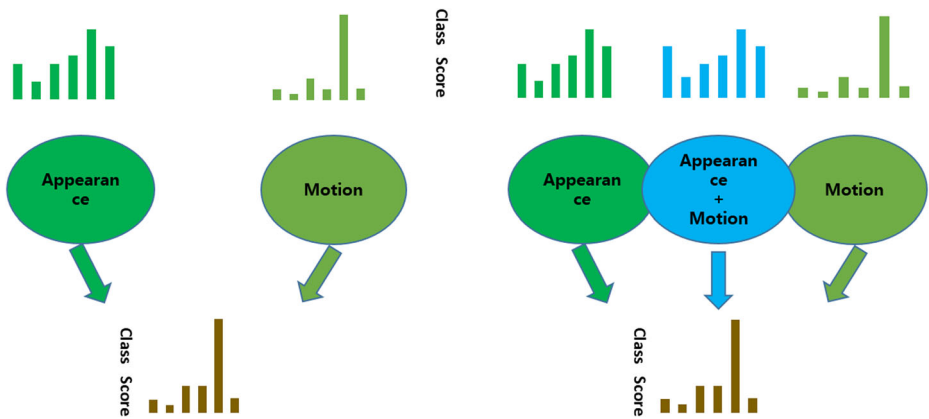 Class Score
Appearan
ce
Motion
Appearan
ce
Appearan
ce
+
Motion
Motion
Class Score
Class Score